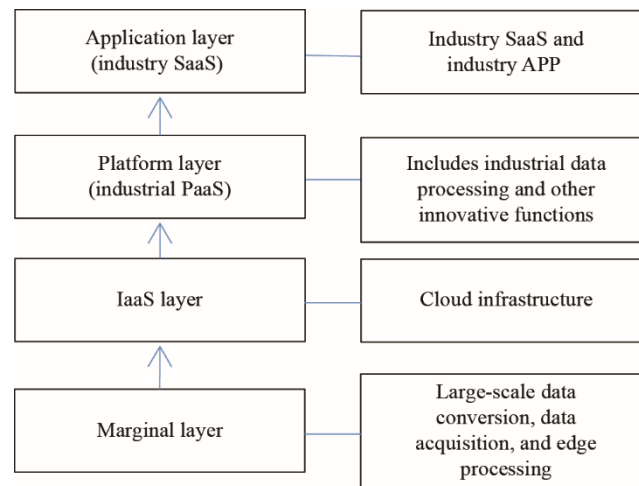 Application layer
(industry SaaS)
Industry SaaS and
industry APP
Platform layer
(industrial PaaS)
Includes industrial data
processing and other
innovative functions
IaaS layer
Cloud infrastructure
Marginal layer
Large-scale data
conversion, data
acquisition, and edge
processing